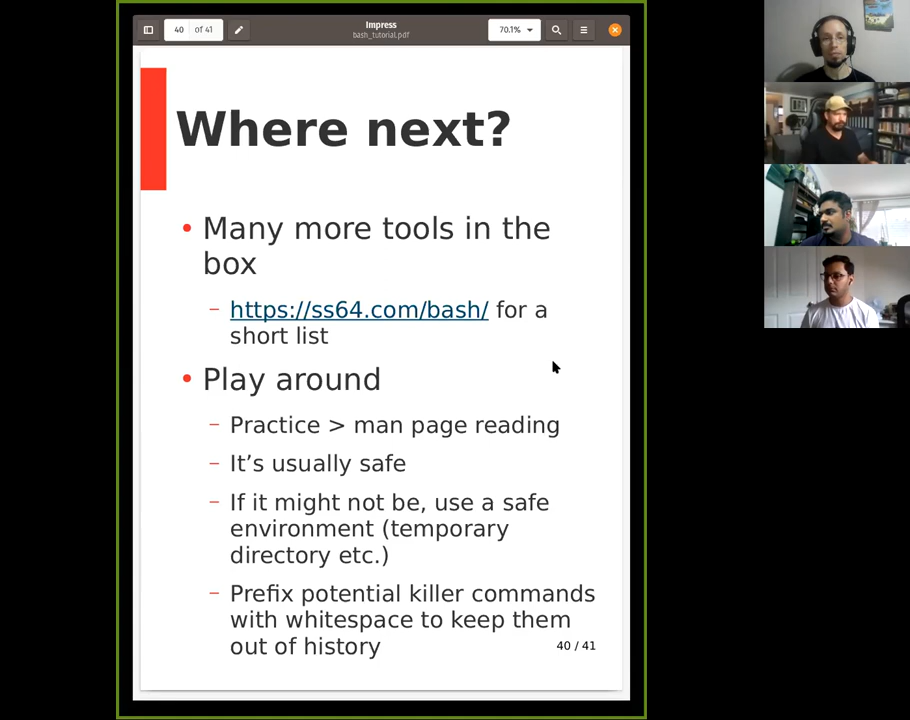 40 of 41
Impress
bash_tutorial.pdf
70.1%
Where next?
• Many more tools in the
box
– https://ss64.com/bash/ for a
short list
• Play around
– Practice > man page reading
– It’s usually safe
– If it might not be, use a safe
environment (temporary
directory etc.)
– Prefix potential killer commands
with whitespace to keep them
out of history
40 / 41